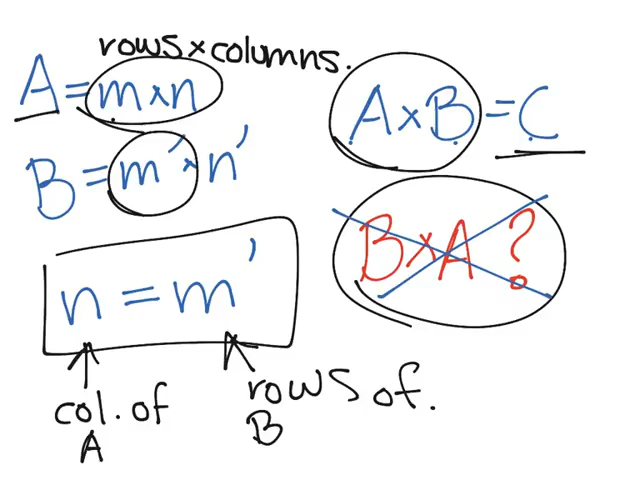 rows×columns.
A=m×n
B=m'×n'
n=m'
col. of
A
rows of.
B
A×B=C
B×A?